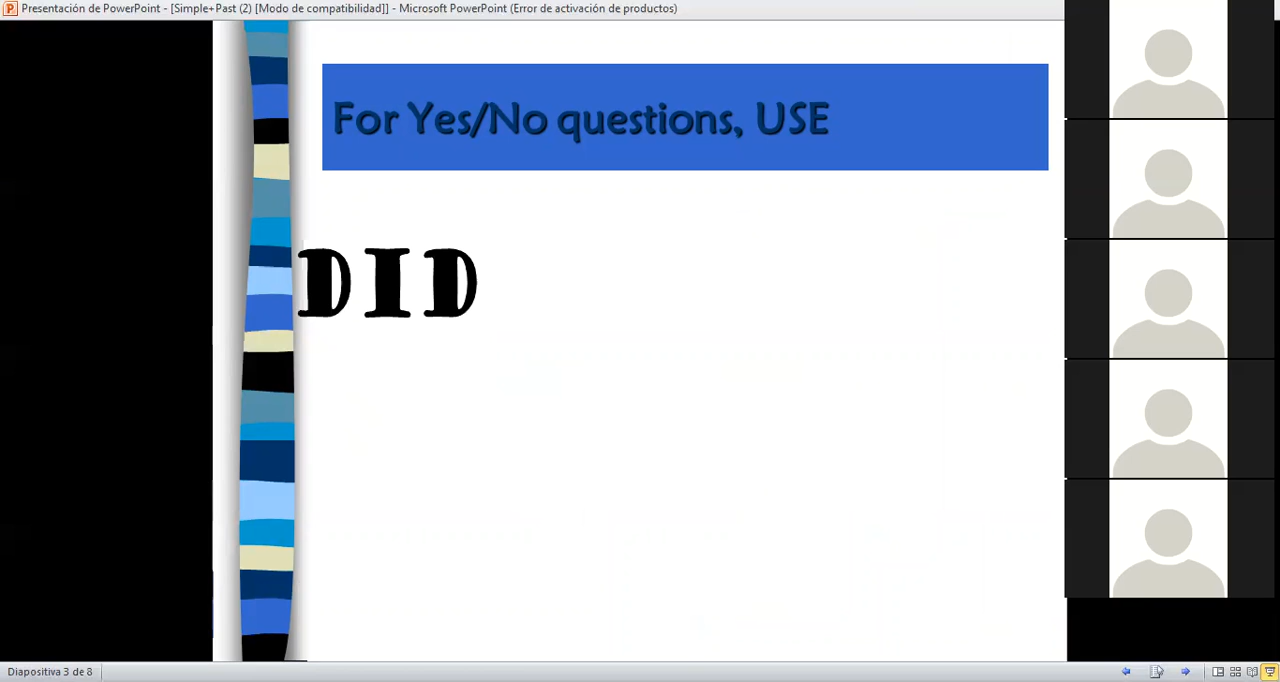 Presentación de PowerPoint - [Simple+Past (2) [Modo de compatibilidad]] - Microsoft PowerPoint (Error de activación de productos)
For Yes/No questions, USE
DID
Diapositiva 3 de 8